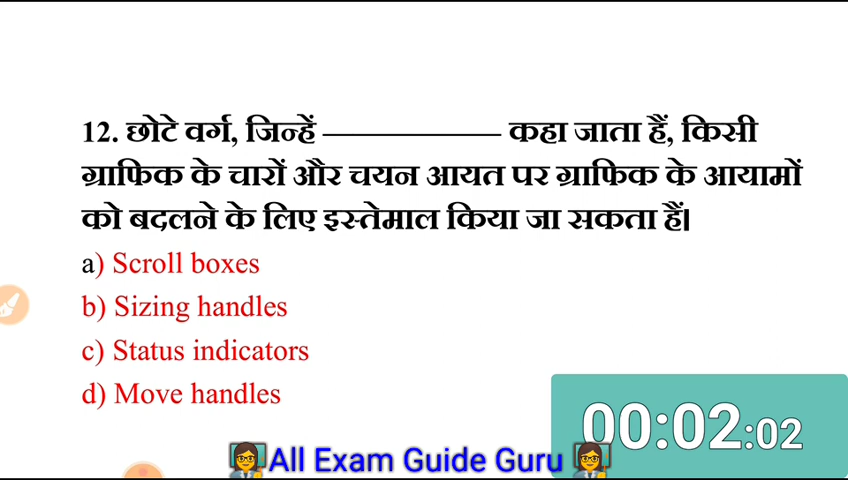 12. छोटे वर्ग, जिन्हें —————— कहा जाता हैं, किसी
ग्राफिक के चारों और चयन आयत पर ग्राफिक के आयामों
को बदलने के लिए इस्तेमाल किया जा सकता हैं।
a) Scroll boxes
b) Sizing handles
c) Status indicators
d) Move handles
00:02:02
All Exam Guide Guru